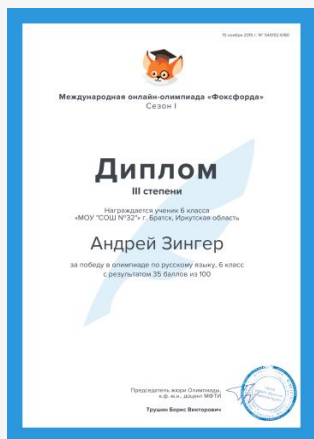 Международная онлайн-олимпиада «Фоксфорда»
Сезон I
Диплом
III степени
Награждается ученик 6 класса
«МОУ "СОШ №32"» г. Братск, Иркутская область
Андрей Зингер
за победу в олимпиаде по русскому языку, 6 класс
с результатом 35 баллов из 100
Председатель жюри Олимпиады,
к.ф.-м.н., доцент МФТИ
Трушин Борис Викторович